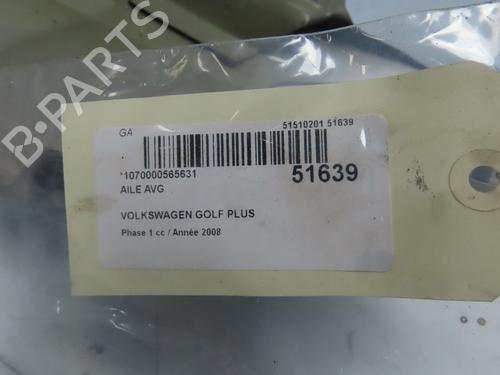 GA
51510201 51639
*1070000565631
51639
AILE AVG
VOLKSWAGEN GOLF PLUS
Phase 1 cc / Année 2008
B-PARTS